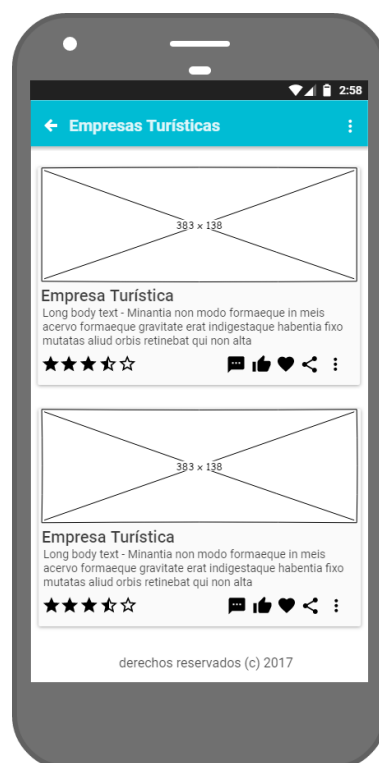 2:58
Empresas Turísticas
383 x 138
Empresa Turística
Long body text - Minantia non modo formaeque in meis
acervo formaeque gravitate erat indigestaque habentia fixo
mutatas aliud orbis retinebat qui non alta
383 x 138
Empresa Turística
Long body text - Minantia non modo formaeque in meis
acervo formaeque gravitate erat indigestaque habentia fixo
mutatas aliud orbis retinebat qui non alta
derechos reservados (c) 2017